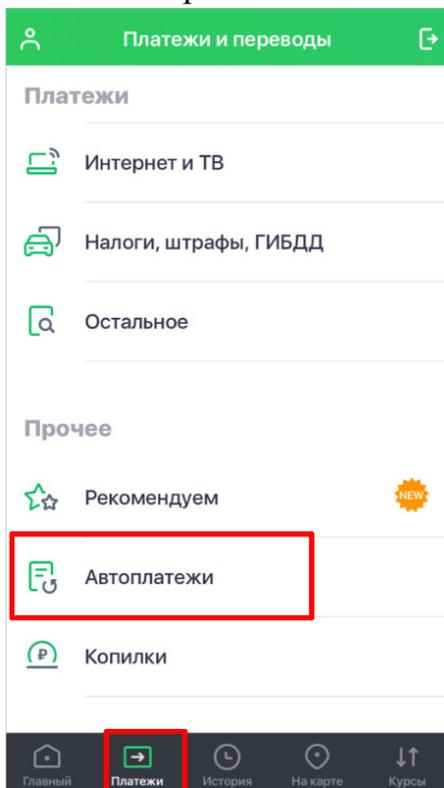 Платежи и переводы
Платежи
Интернет и ТВ
Налоги, штрафы, ГИБДД
Остальное
Прочее
Рекомендуем
NEW
Автоплатежи
Копилки
Главный Платежи История На карте Курсы